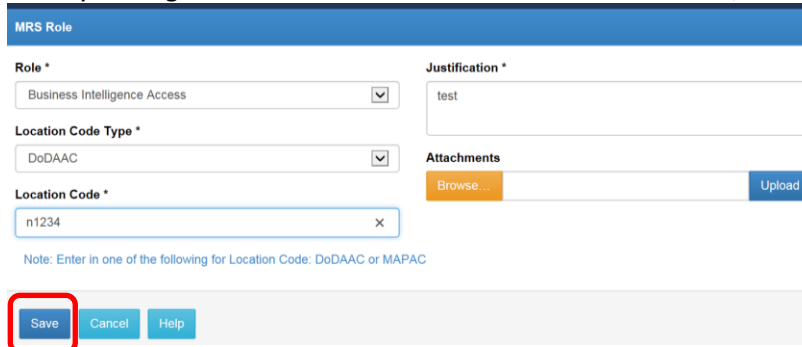 MRS Role
Role *
Business Intelligence Access
Location Code Type *
DoDAAC
Location Code *
n1234
Note: Enter in one of the following for Location Code: DoDAAC or MAPAC
Justification *
test
Attachments
Browse...
Upload
Save Cancel Help